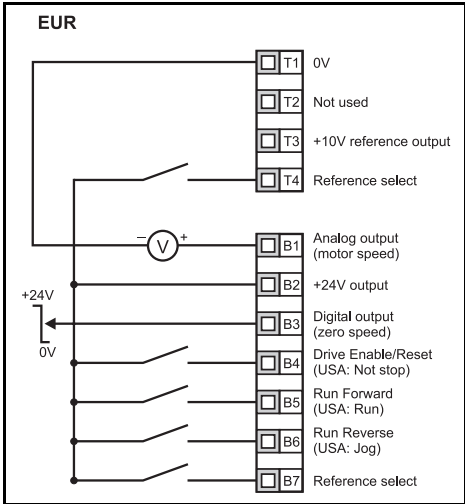 EUR
T1 0V
T2 Not used
T3 +10V reference output
T4 Reference select
– V +
B1 Analog output
(motor speed)
B2 +24V output
+24V
B3 Digital output
(zero speed)
0V
B4 Drive Enable/Reset
(USA: Not stop)
B5 Run Forward
(USA: Run)
B6 Run Reverse
(USA: Jog)
B7 Reference select